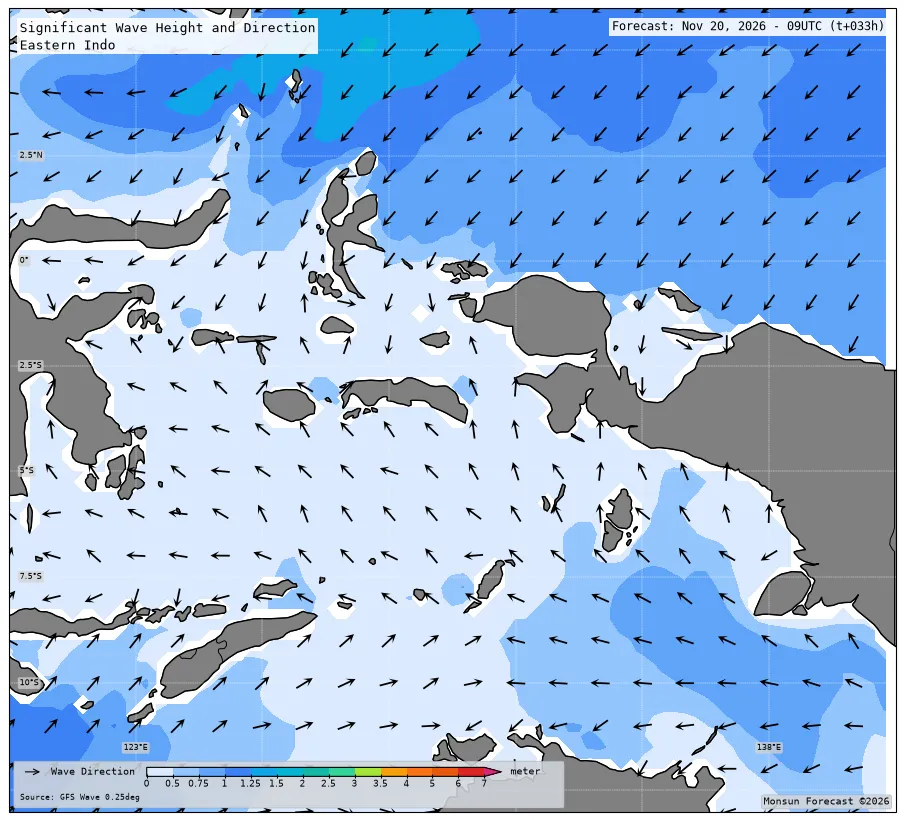 Significant Wave Height and Direction
Eastern Indo
Forecast: Nov 20, 2026 - 09UTC (t+033h)
2.5°N
0°
2.5°S
5°S
7.5°S
10°S
123°E
138°E
Wave Direction
meter
0 0.5 0.75 1 1.25 1.5 2 2.5 3 3.5 4 5 6 7
Source: GFS Wave 0.25deg
Monsun Forecast ©2026